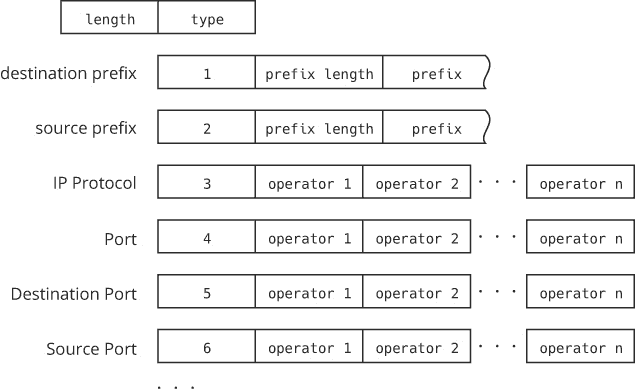 length type
destination prefix 1 prefix length prefix
source prefix 2 prefix length prefix
IP Protocol 3 operator 1 operator 2 . . . operator n
Port 4 operator 1 operator 2 . . . operator n
Destination Port 5 operator 1 operator 2 . . . operator n
Source Port 6 operator 1 operator 2 . . . operator n
. . .